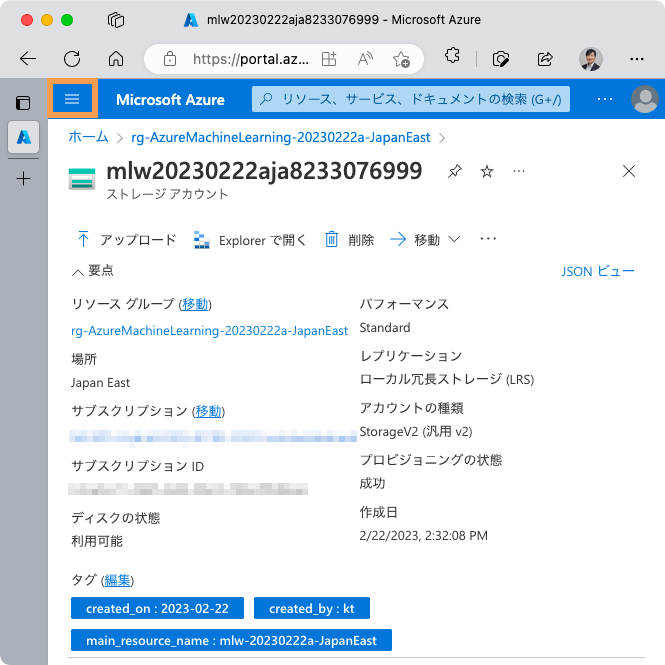 mlw20230222aja8233076999 - Microsoft Azure
https://portal.az...
Microsoft Azure
リソース、サービス、ドキュメントの検索 (G+/)
ホーム > rg-AzureMachineLearning-20230222a-JapanEast >
mlw20230222aja8233076999
ストレージ アカウント
アップロード Explorer で開く 削除 移動
要点
JSON ビュー
リソース グループ (移動)
rg-AzureMachineLearning-20230222a-JapanEast
場所
Japan East
サブスクリプション (移動)
サブスクリプション ID
ディスクの状態
利用可能
パフォーマンス
Standard
レプリケーション
ローカル冗長ストレージ (LRS)
アカウントの種類
StorageV2 (汎用 v2)
プロビジョニングの状態
成功
作成日
2/22/2023, 2:32:08 PM
タグ (編集)
created_on : 2023-02-22
created_by : kt
main_resource_name : mlw-20230222a-JapanEast